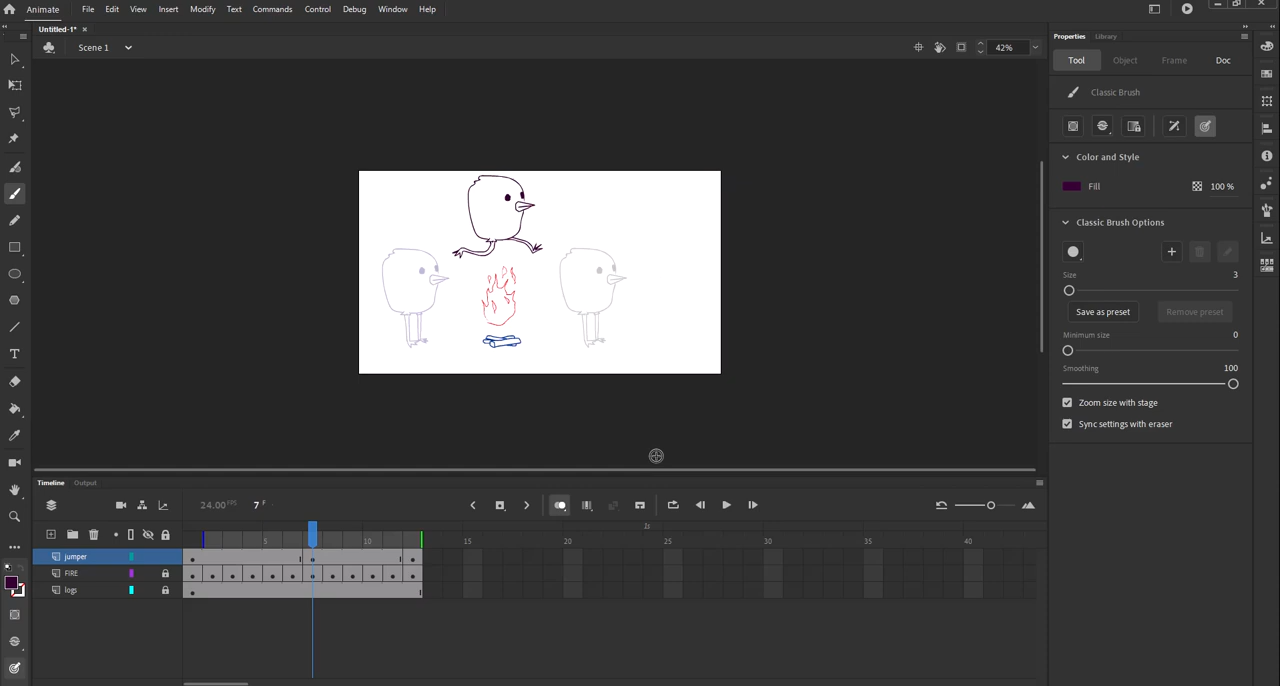 Animate File Edit View Insert Modify Text Commands Control Debug Window Help
Untitled-1*
Scene 1
42%
Properties Library
Tool Object Frame Doc
Classic Brush
Color and Style
Fill 100 %
Classic Brush Options
Size 3
Save as preset Remove preset
Minimum size 0
Smoothing 100
Zoom size with stage
Sync settings with eraser
Timeline Output
24.00 FPS 7 F
1s
5 10 15 20 25 30 35 40
jumper
FIRE
logs